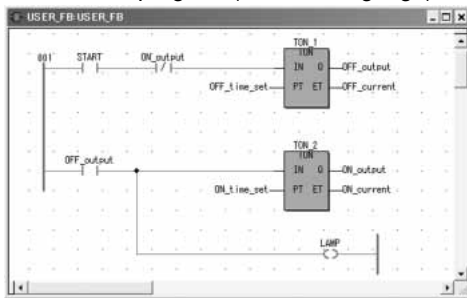 USER_FB:USER_FB
TON_1
001 START ON_output TON
IN Q OFF_output
OFF_time_set PT ET OFF_current
TON_2
OFF_output TON
IN Q ON_output
ON_time_set PT ET ON_current
LAMP